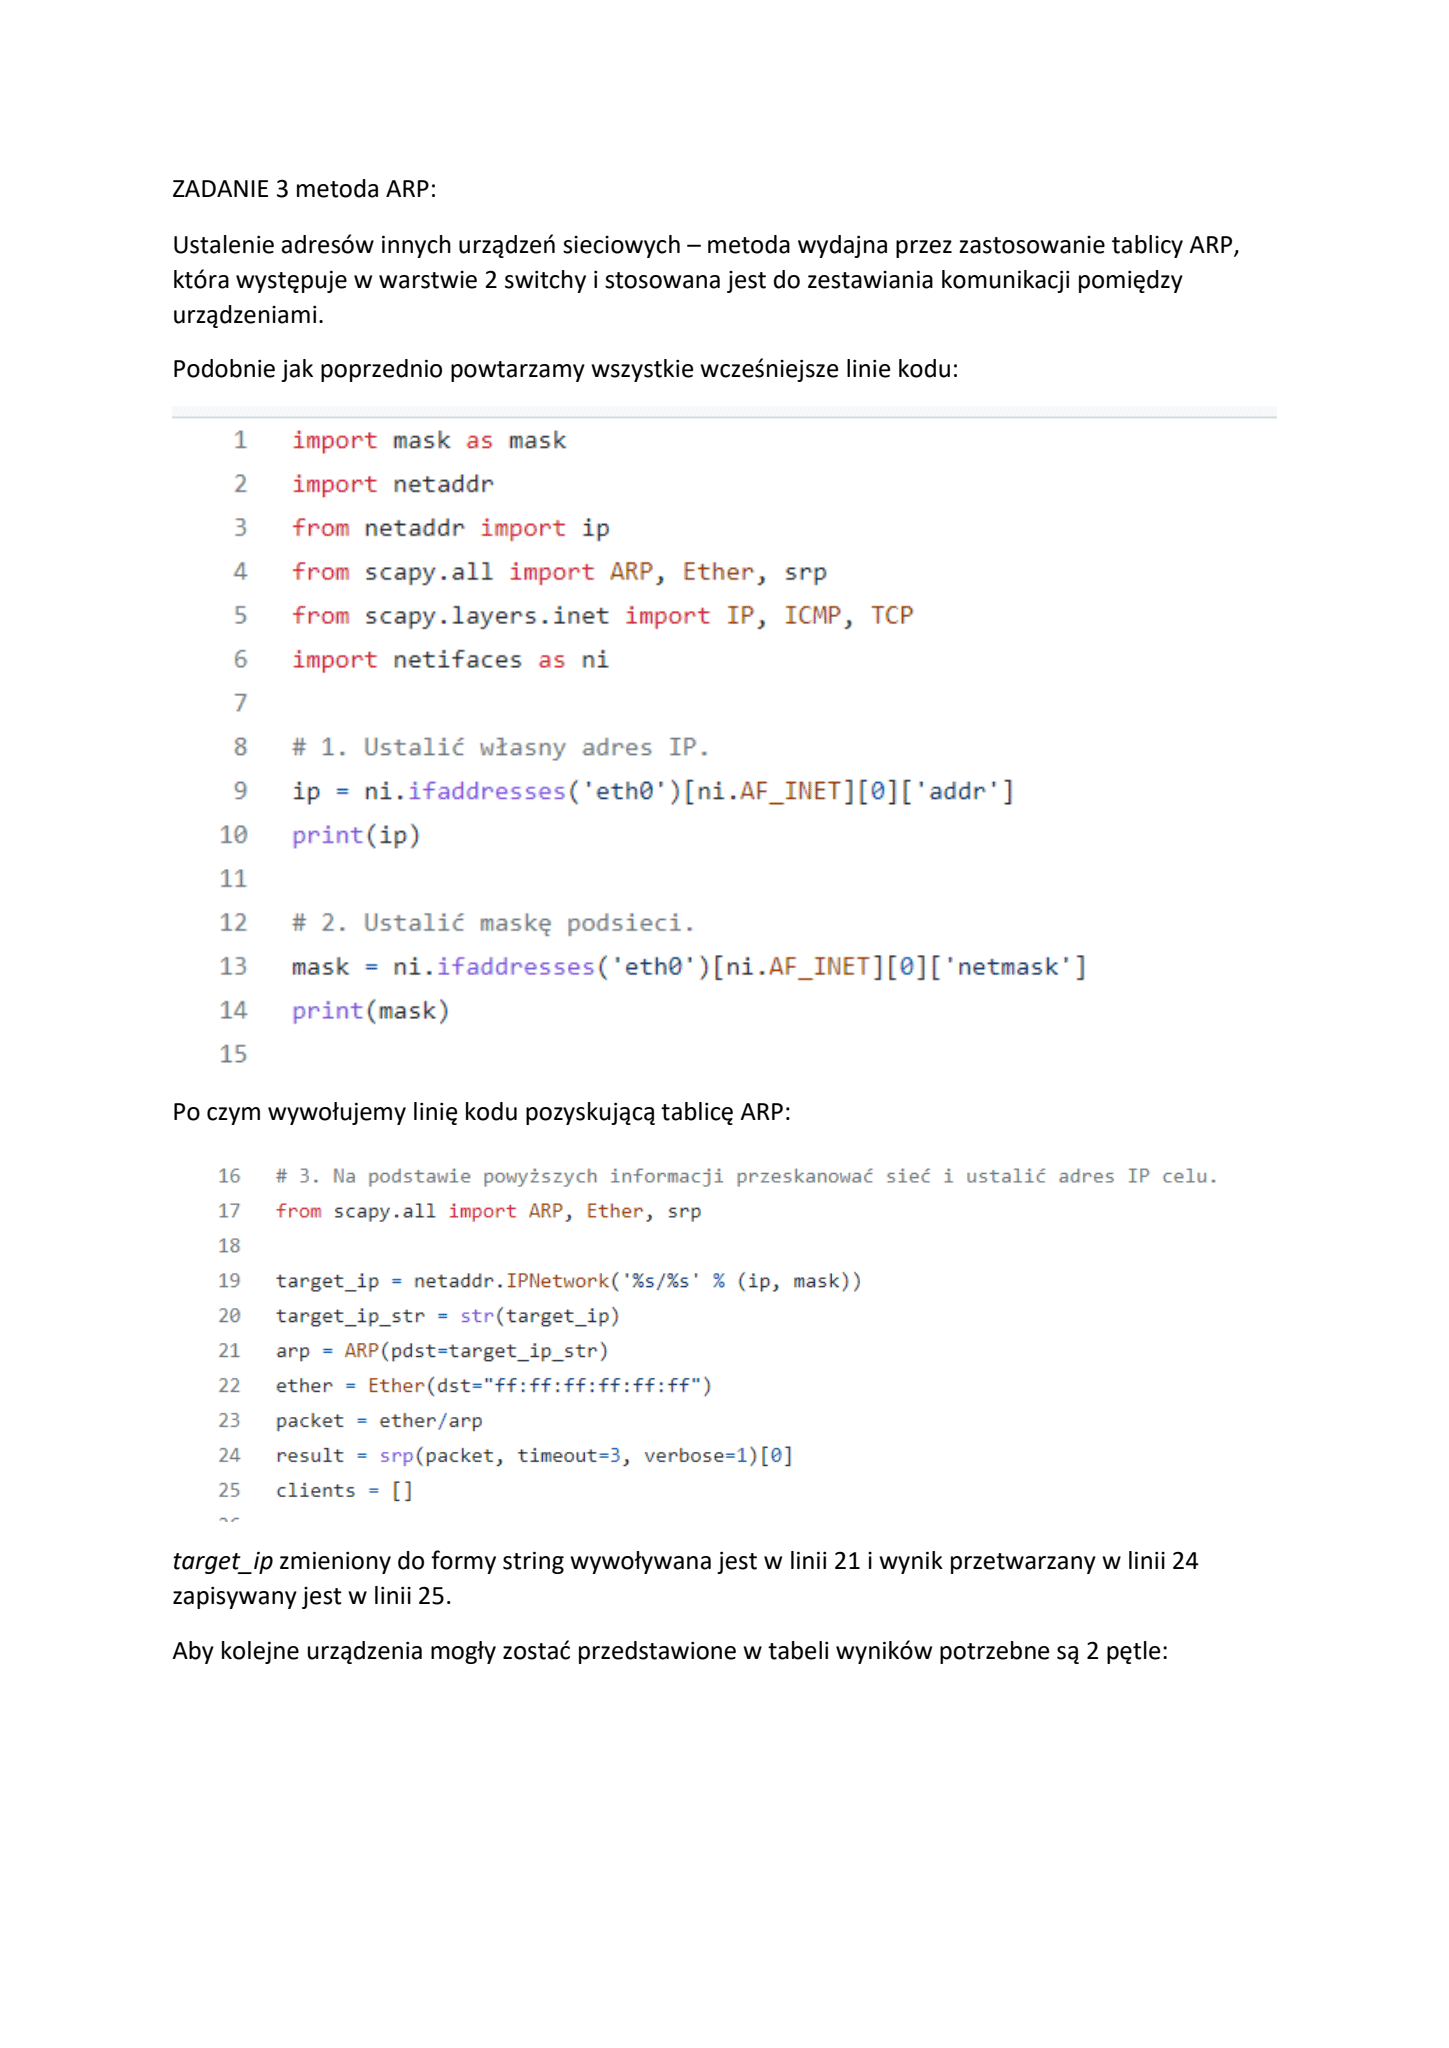 ZADANIE 3 metoda ARP:
Ustalenie adresów innych urządzeń sieciowych – metoda wydajna przez zastosowanie tablicy ARP,
która występuje w warstwie 2 switchy i stosowana jest do zestawiania komunikacji pomiędzy
urządzeniami.
Podobnie jak poprzednio powtarzamy wszystkie wcześniejsze linie kodu:
1 import mask as mask
2 import netaddr
3 from netaddr import ip
4 from scapy.all import ARP, Ether, srp
5 from scapy.layers.inet import IP, ICMP, TCP
6 import netifaces as ni
7
8 # 1. Ustalić własny adres IP.
9 ip = ni.ifaddresses('eth0')[ni.AF_INET][0]['addr']
10 print(ip)
11
12 # 2. Ustalić maskę podsieci.
13 mask = ni.ifaddresses('eth0')[ni.AF_INET][0]['netmask']
14 print(mask)
15
Po czym wywołujemy linię kodu pozyskującą tablicę ARP:
16 # 3. Na podstawie powyższych informacji przeskanować sieć i ustalić adres IP celu.
17 from scapy.all import ARP, Ether, srp
18
19 target_ip = netaddr.IPNetwork('%s/%s' % (ip, mask))
20 target_ip_str = str(target_ip)
21 arp = ARP(pdst=target_ip_str)
22 ether = Ether(dst="ff:ff:ff:ff:ff:ff")
23 packet = ether/arp
24 result = srp(packet, timeout=3, verbose=1)[0]
25 clients = []
target_ip zmieniony do formy string wywoływana jest w linii 21 i wynik przetwarzany w linii 24
zapisywany jest w linii 25.
Aby kolejne urządzenia mogły zostać przedstawione w tabeli wyników potrzebne są 2 pętle: